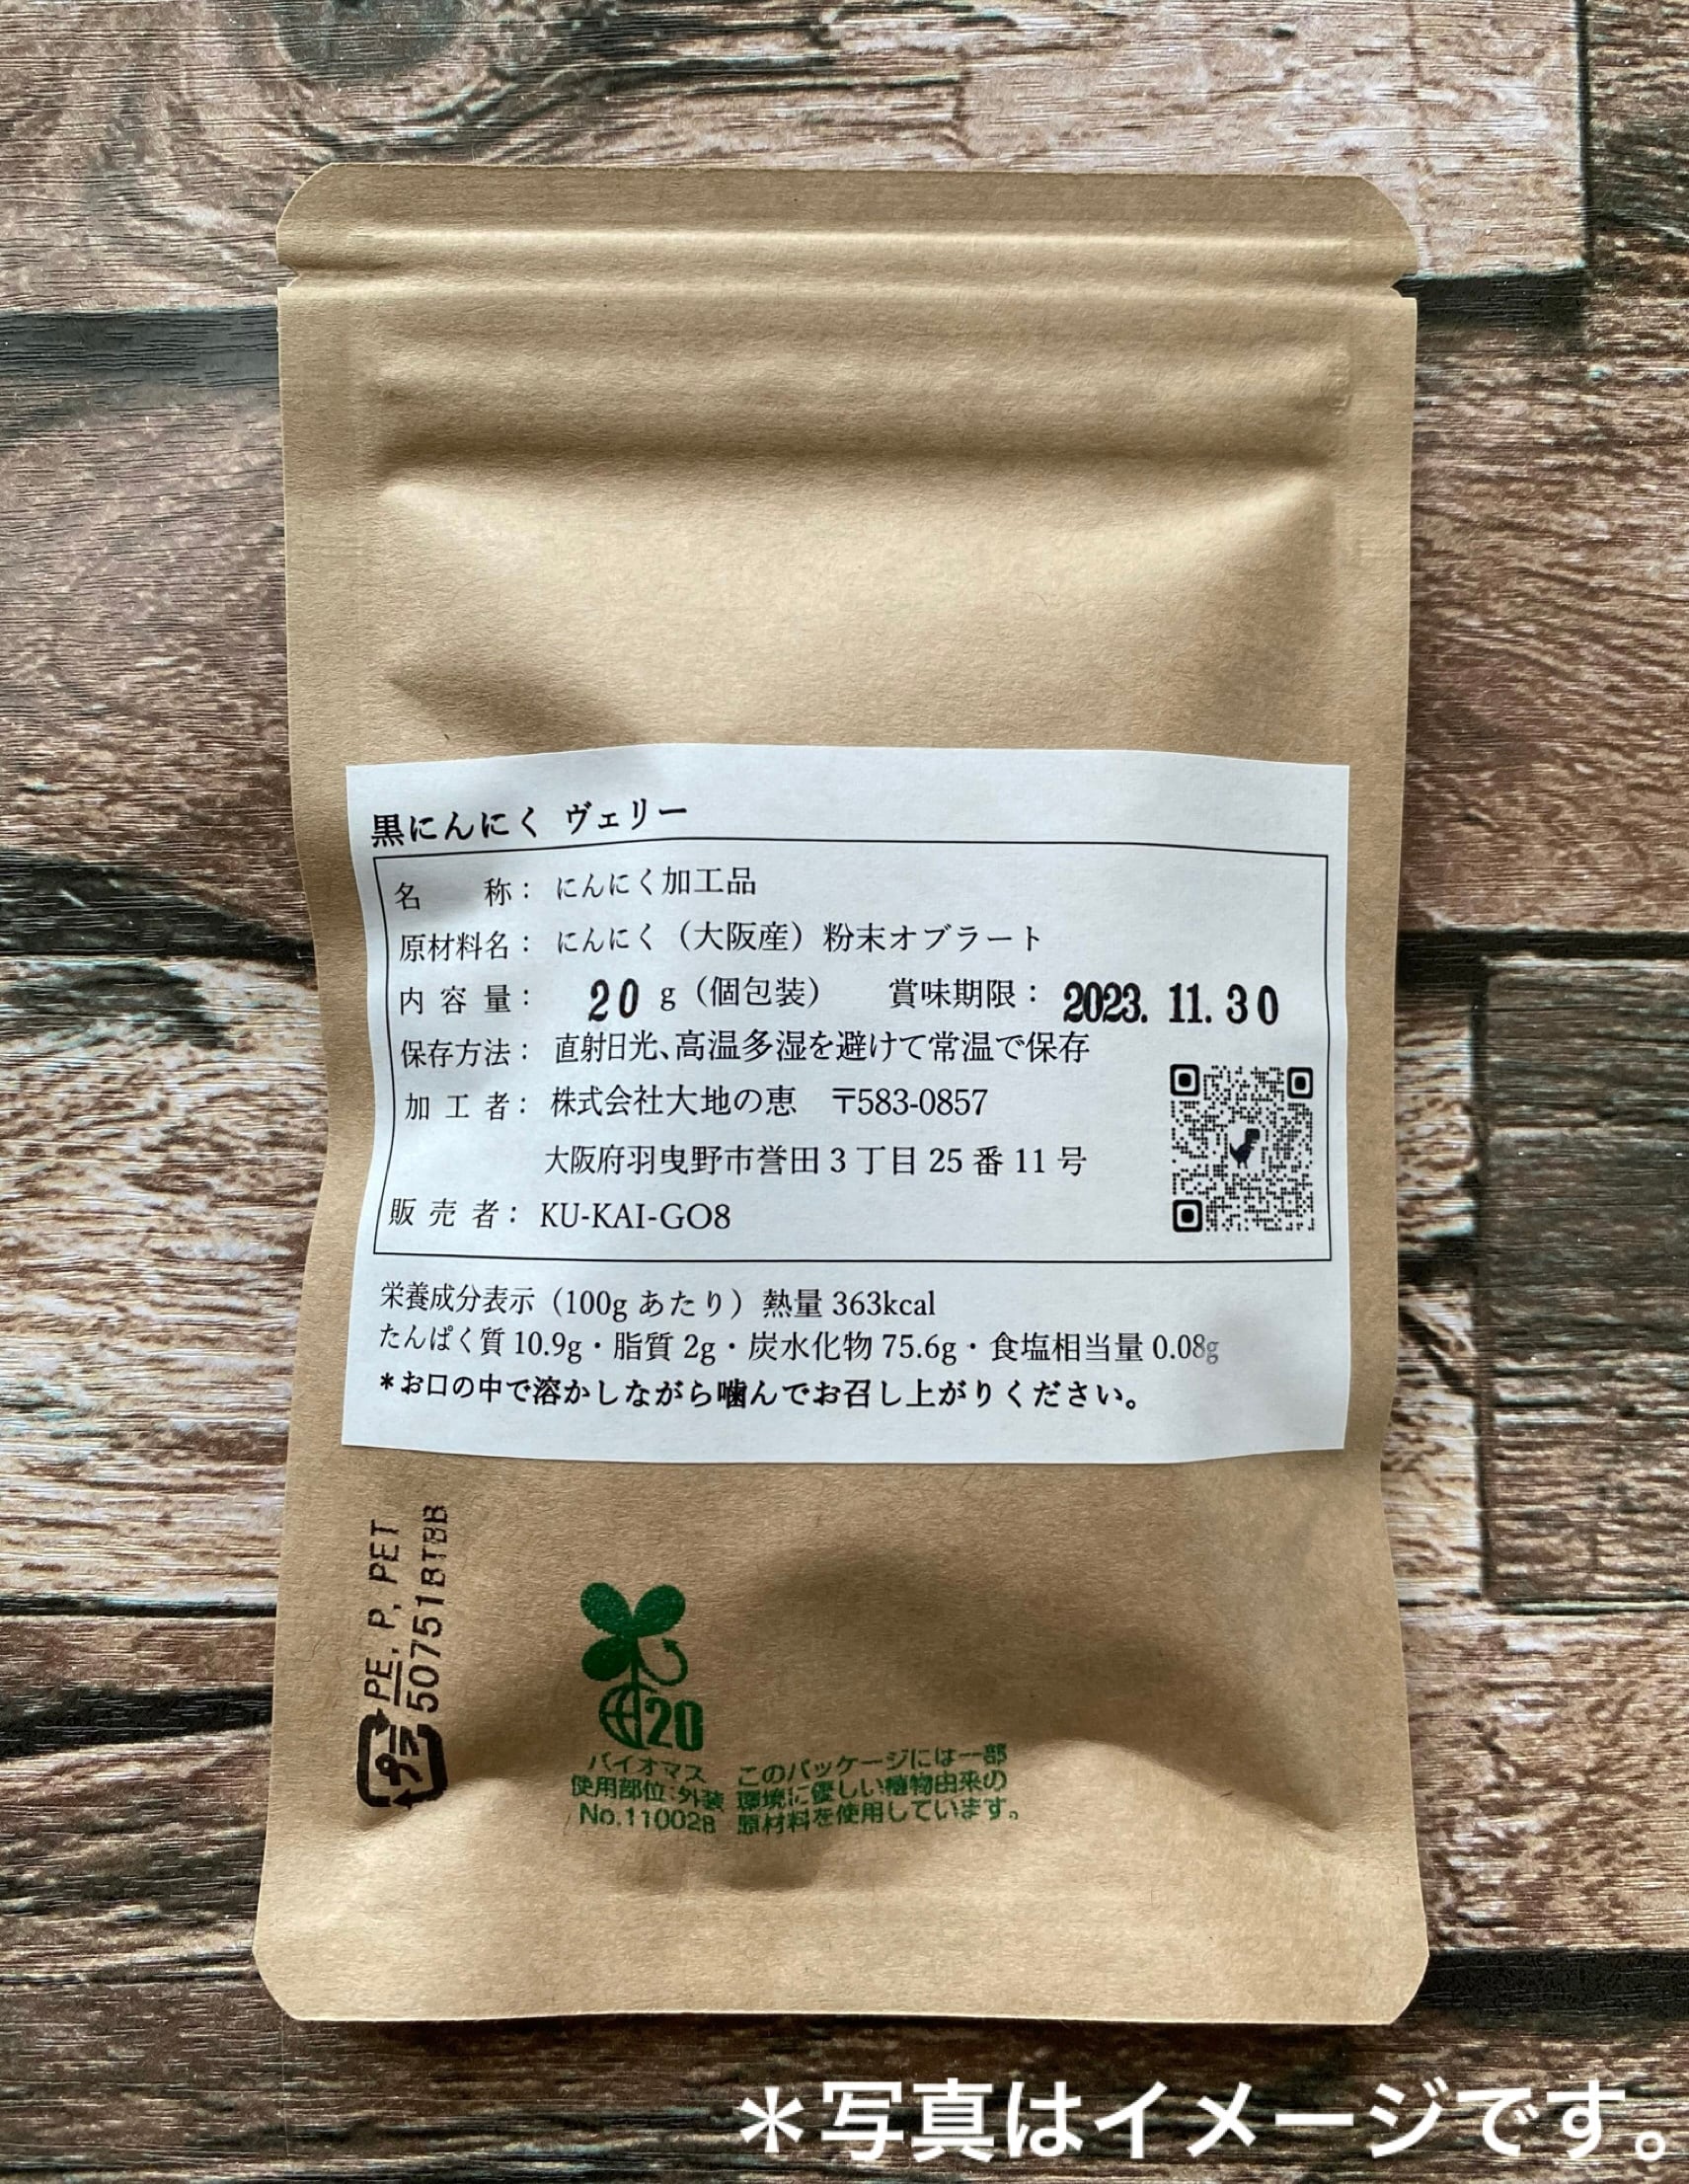 黒にんにく ヴェリー
名　　称： にんにく加工品
原材料名： にんにく（大阪産）粉末オブラート
内 容 量： 20 g（個包装）　賞味期限： 2023. 11. 30
保存方法： 直射日光、高温多湿を避けて常温で保存
加 工 者： 株式会社大地の恵　〒583-0857
大阪府羽曳野市誉田 3 丁目 25 番 11 号
販 売 者： KU-KAI-GO8
栄養成分表示（100g あたり）熱量 363kcal
たんぱく質 10.9g・脂質 2g・炭水化物 75.6g・食塩相当量 0.08g
＊お口の中で溶かしながら噛んでお召し上がりください。
プラ
PE, P, PET
50751BTBB
20
バイオマス
使用部位：外装
No.110028
このパッケージには一部
環境に優しい植物由来の
原材料を使用しています。
＊写真はイメージです。